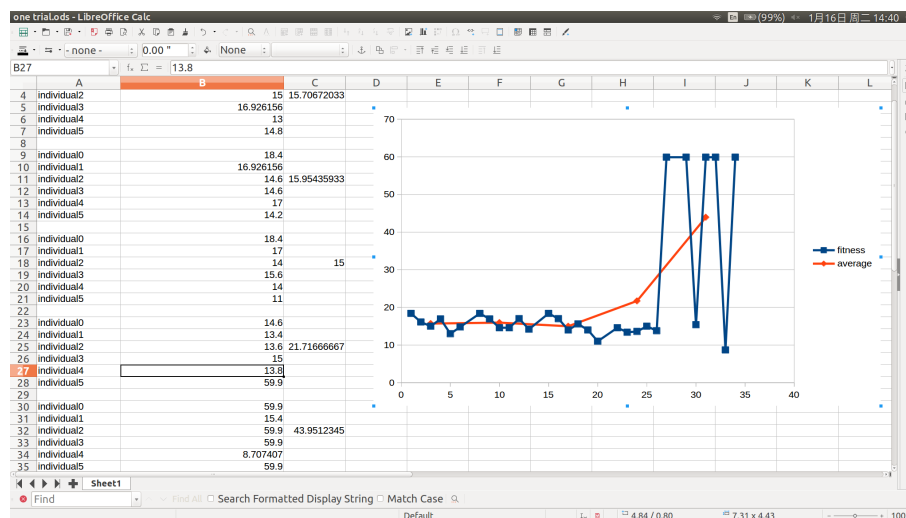 one trial.ods - LibreOffice Calc
En (99%) 1月16日 周二 14:40
- none - 0.00 " None
B27 fx Σ = 13.8
A B C D E F G H I J K L
4 individual2 15 15.70672033
5 individual3 16.926156
6 individual4 13
7 individual5 14.8
8
9 individual0 18.4
10 individual1 16.926156
11 individual2 14.6 15.95435933
12 individual3 14.6
13 individual4 17
14 individual5 14.2
15
16 individual0 18.4
17 individual1 17
18 individual2 14 15
19 individual3 15.6
20 individual4 14
21 individual5 11
22
23 individual0 14.6
24 individual1 13.4
25 individual2 13.6 21.71666667
26 individual3 15
27 individual4 13.8
28 individual5 59.9
29
30 individual0 59.9
31 individual1 15.4
32 individual2 59.9 43.9512345
33 individual3 59.9
34 individual4 8.707407
35 individual5 59.9
70
60
50
40
30
20
10
0
0 5 10 15 20 25 30 35 40
fitness
average
Sheet1
Find Find All Search Formatted Display String Match Case
Default 4.84 / 0.80 7.31 x 4.43 100